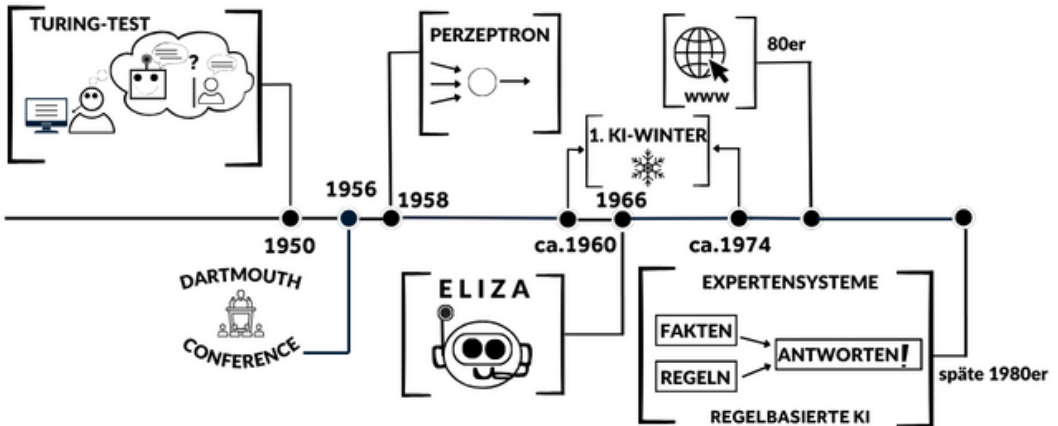 TURING-TEST
?
1950
1956
DARTMOUTH
CONFERENCE
PERZEPTRON
1958
1. KI-WINTER
ca.1960
1966
ELIZA
ca.1974
www
80er
EXPERTENSYSTEME
FAKTEN
REGELN
ANTWORTEN!
REGELBASIERTE KI
späte 1980er